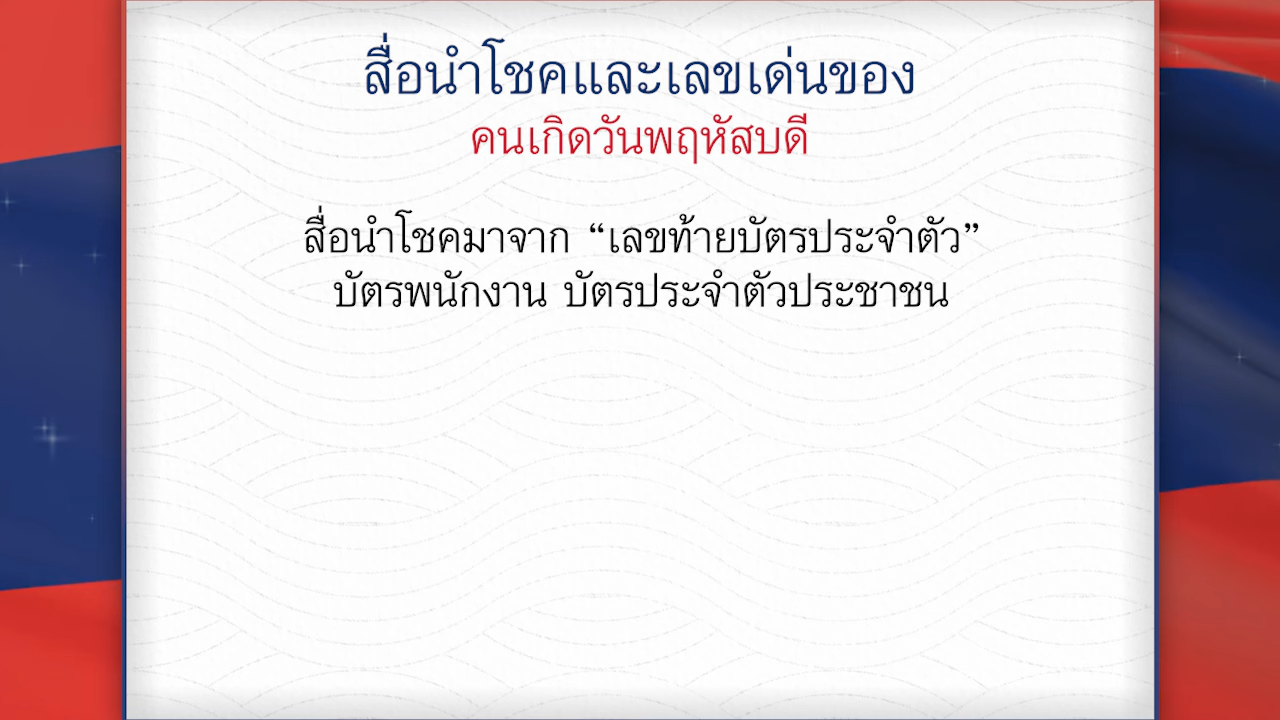 สื่อนำโชคและเลขเด่นของ
คนเกิดวันพฤหัสบดี
สื่อนำโชคมาจาก “เลขท้ายบัตรประจำตัว”
บัตรพนักงาน บัตรประจำตัวประชาชน